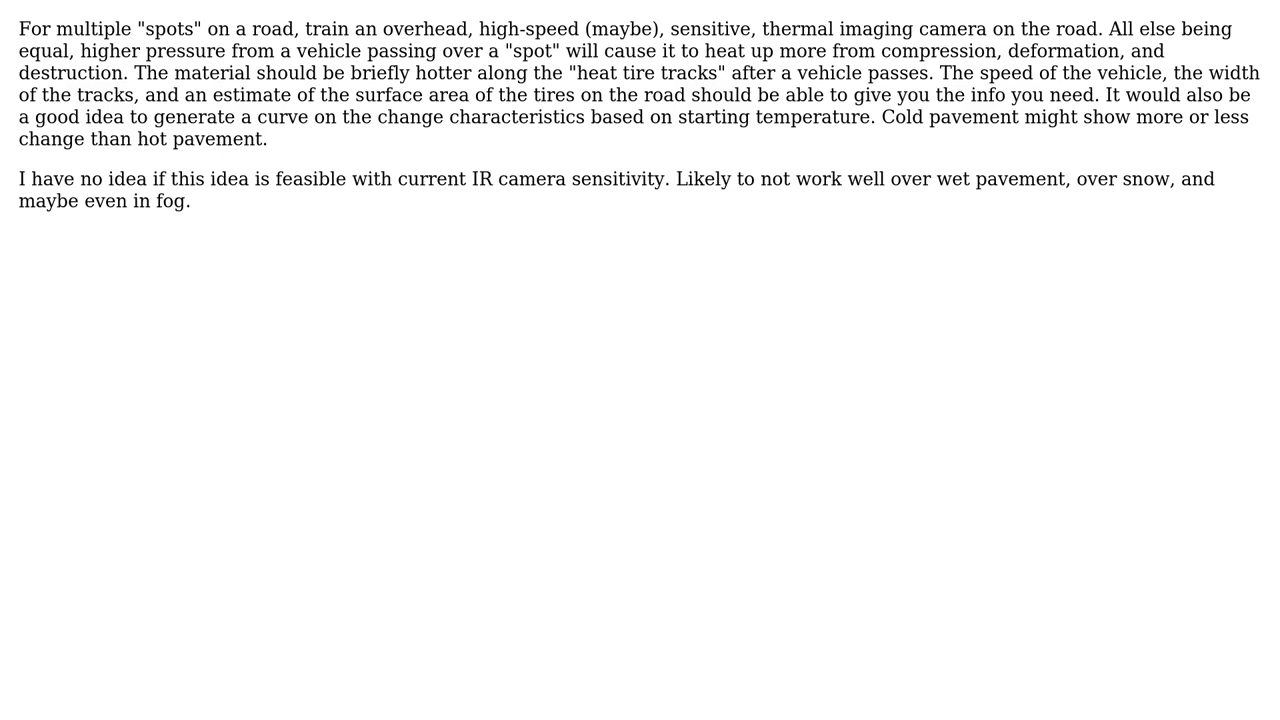 For multiple "spots" on a road, train an overhead, high-speed (maybe), sensitive, thermal imaging camera on the road. All else being
equal, higher pressure from a vehicle passing over a "spot" will cause it to heat up more from compression, deformation, and
destruction. The material should be briefly hotter along the "heat tire tracks" after a vehicle passes. The speed of the vehicle, the width
of the tracks, and an estimate of the surface area of the tires on the road should be able to give you the info you need. It would also be
a good idea to generate a curve on the change characteristics based on starting temperature. Cold pavement might show more or less
change than hot pavement.
I have no idea if this idea is feasible with current IR camera sensitivity. Likely to not work well over wet pavement, over snow, and
maybe even in fog.